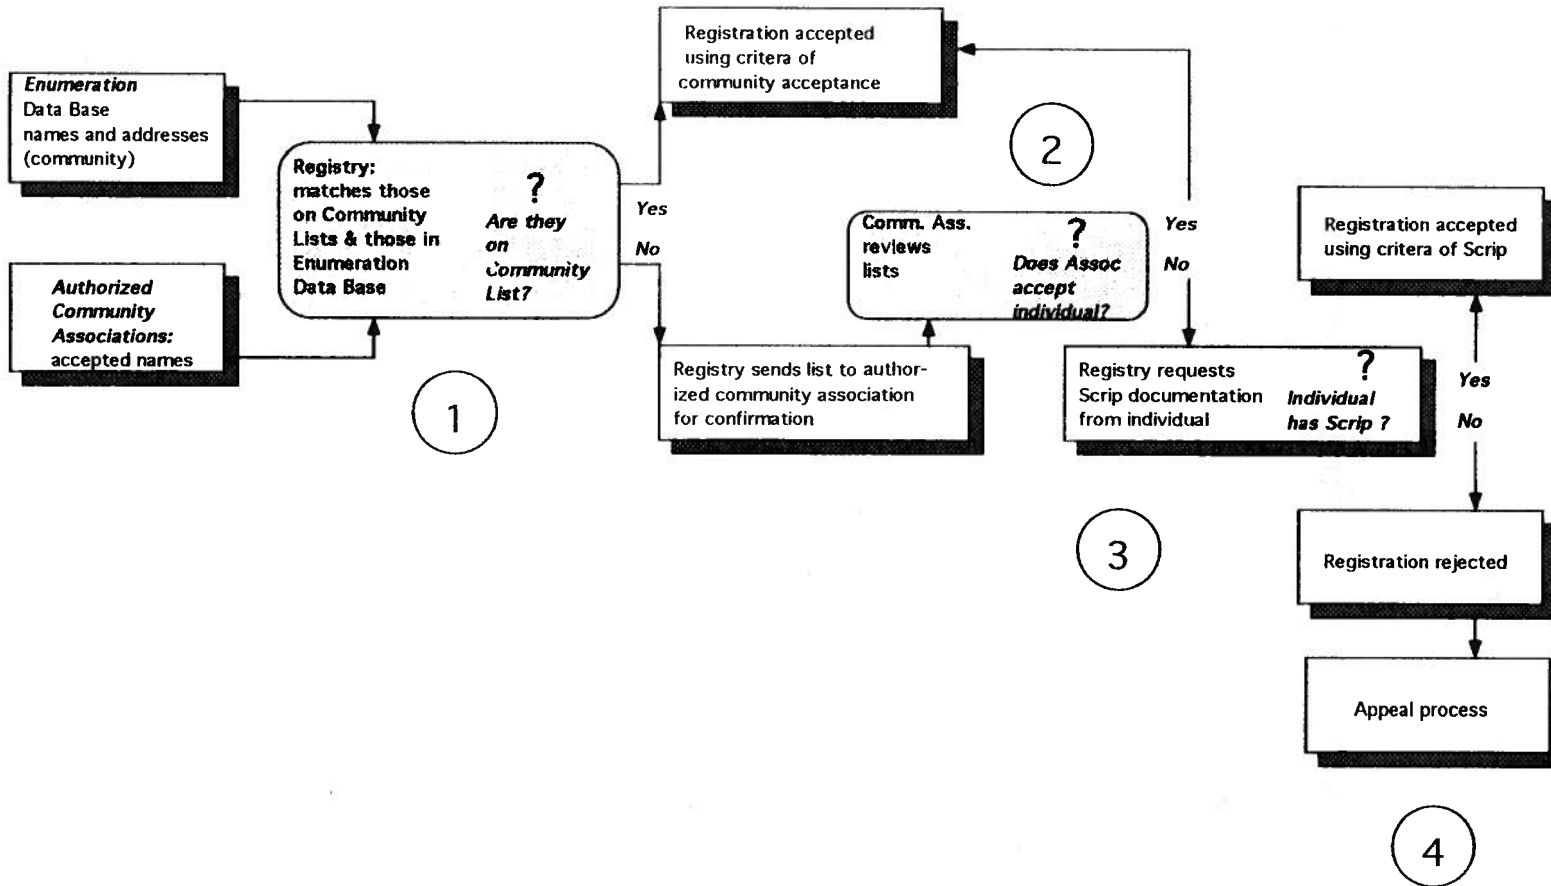 Enumeration
Data Base
names and addresses
(community)
Authorized
Community
Associations:
accepted names
Registry:
matches those
on Community
Lists & those in
Enumeration
Data Base
?
Are they
on
Community
List?
1
Yes
No
Registration accepted
using critera of
community acceptance
Registry sends list to author-
ized community association
for confirmation
2
Comm. Ass.
reviews
lists
?
Does Assoc
accept
individual?
Yes
No
Registry requests
Scrip documentation
from individual
?
Individual
has Scrip ?
3
Yes
No
Registration accepted
using critera of Scrip
Registration rejected
Appeal process
4